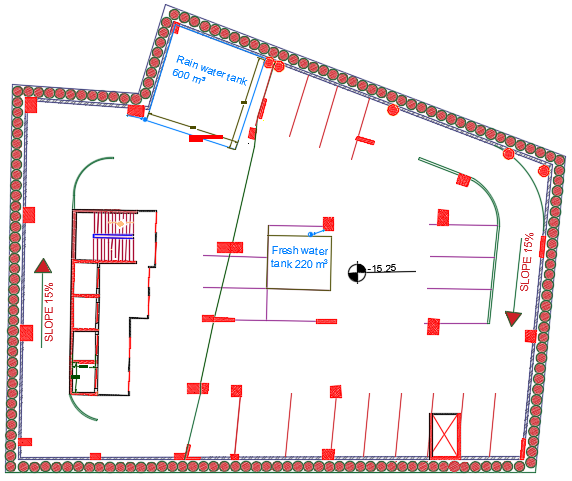 Rain water tank
600 m³
Fresh water
tank 220 m³
-15.25
SLOPE 15%
SLOPE 15%